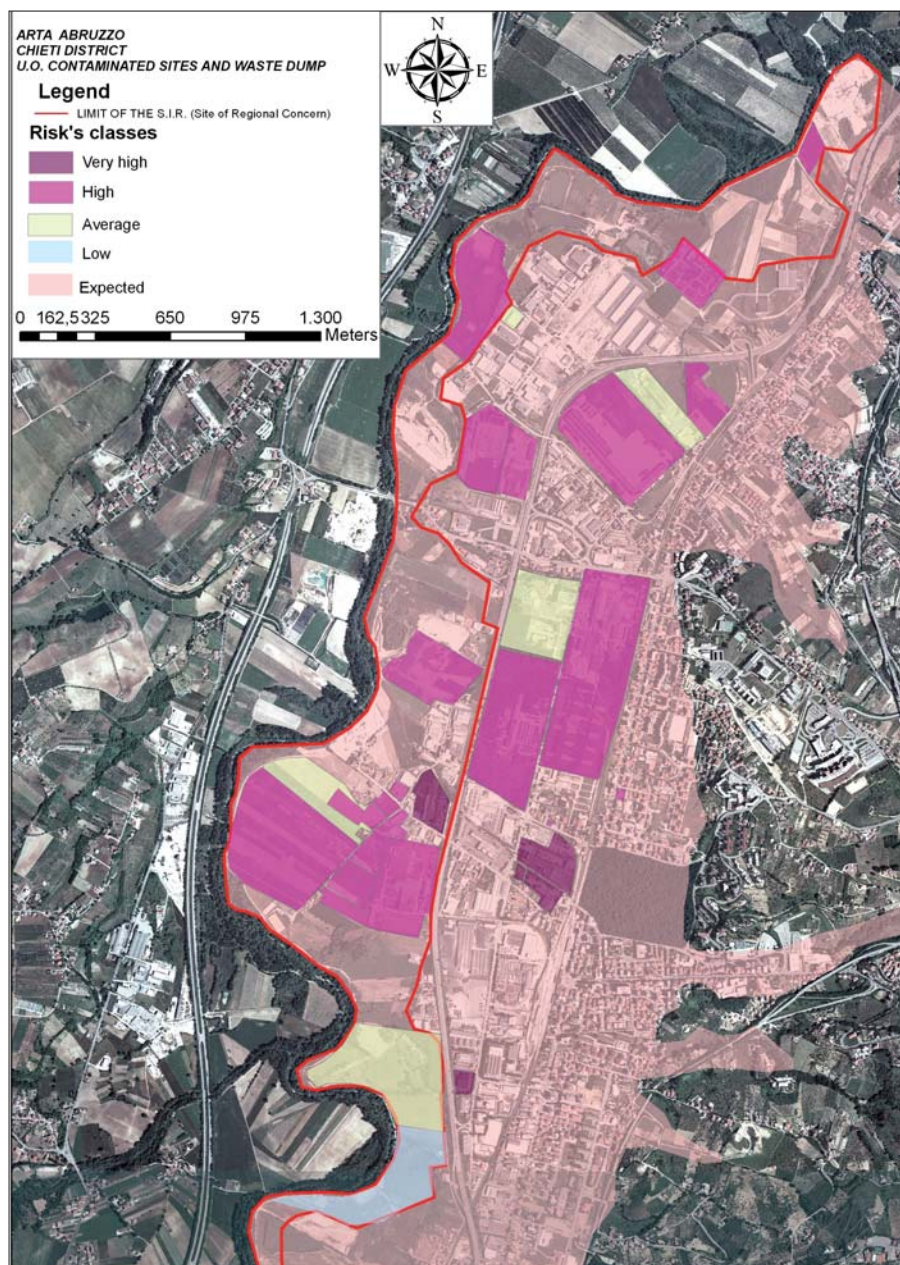 ARTA ABRUZZO
CHIETI DISTRICT
U.O. CONTAMINATED SITES AND WASTE DUMP
Legend
LIMIT OF THE S.I.R. (Site of Regional Concern)
Risk's classes
Very high
High
Average
Low
Expected
0 162,5325 650 975 1.300
Meters
N
W E
S